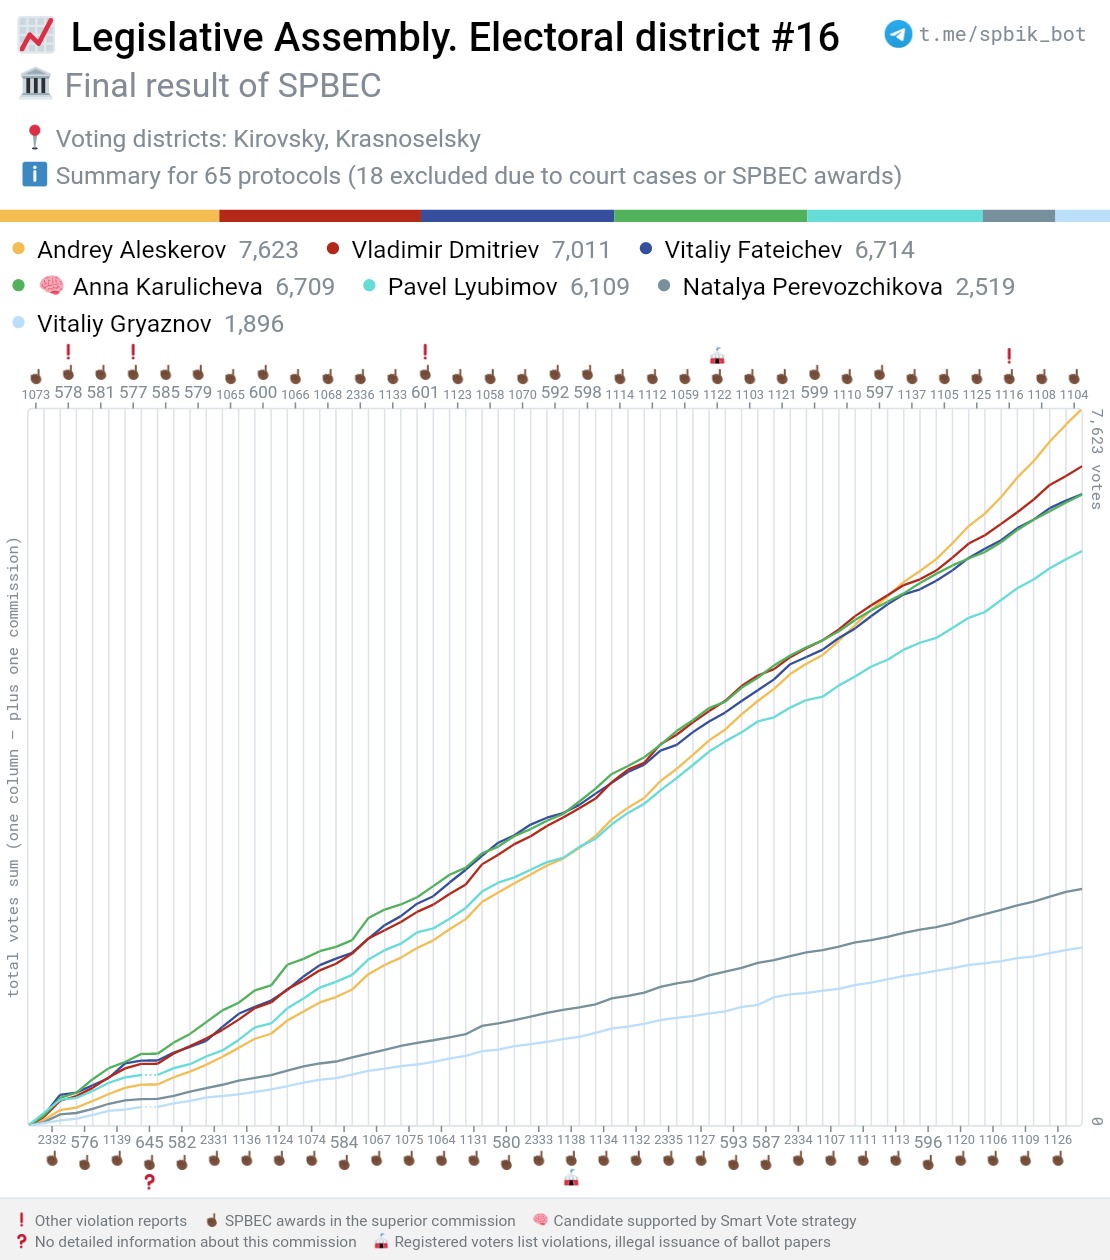 Legislative Assembly. Electoral district #16
t.me/spbik_bot
Final result of SPBEC
Voting districts: Kirovsky, Krasnoselsky
Summary for 65 protocols (18 excluded due to court cases or SPBEC awards)
Andrey Aleskerov 7,623 Vladimir Dmitriev 7,011 Vitaliy Fateichev 6,714
Anna Karulicheva 6,709 Pavel Lyubimov 6,109 Natalya Perevozchikova 2,519
Vitaliy Gryaznov 1,896
1073 578 581 577 585 579 1065 600 1066 1068 2336 1133 601 1123 1058 1070 592 598 1114 1112 1059 1122 1103 1121 599 1110 597 1137 1105 1125 1116 1108 1104
7,623 votes
total votes sum (one column – plus one commission)
0
2332 576 1139 645 582 2331 1136 1124 1074 584 1067 1075 1064 1131 580 2333 1138 1134 1132 2335 1127 593 587 2334 1107 1111 1113 596 1120 1106 1109 1126
Other violation reports SPBEC awards in the superior commission Candidate supported by Smart Vote strategy
No detailed information about this commission Registered voters list violations, illegal issuance of ballot papers